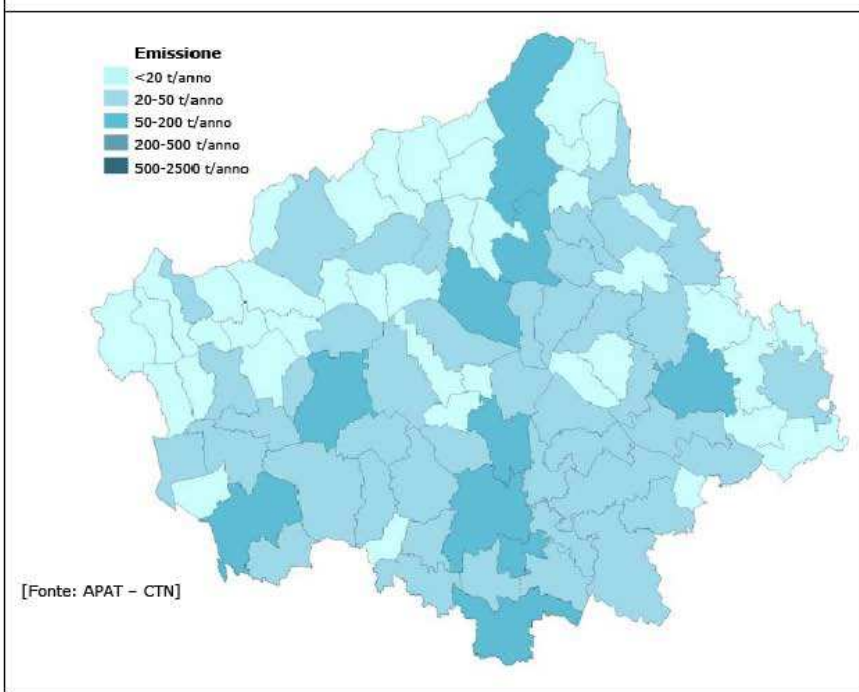 Emissione
<20 t/anno
20-50 t/anno
50-200 t/anno
200-500 t/anno
500-2500 t/anno
[Fonte: APAT – CTN]